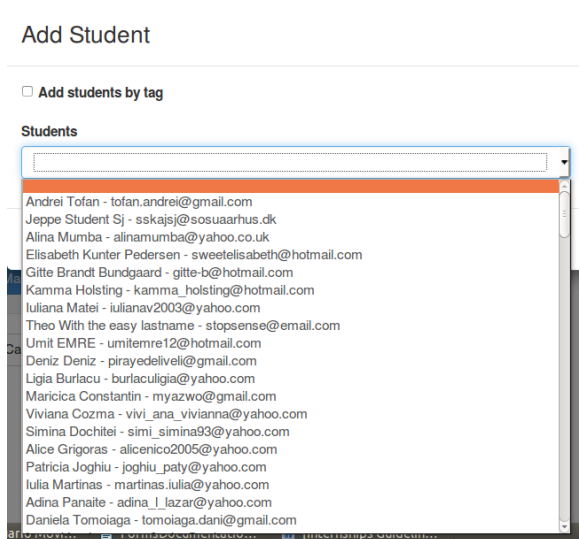 Add Student
Add students by tag
Students
Andrei Tofan - tofan.andrei@gmail.com
Jeppe Student Sj - sskajsj@sosuaarhus.dk
Alina Mumba - alinamumba@yahoo.co.uk
Elisabeth Kunter Pedersen - sweetelisabeth@hotmail.com
Gitte Brandt Bundgaard - gitte-b@hotmail.com
Kamma Holsting - kamma_holsting@hotmail.com
Iuliana Matei - iulianav2003@yahoo.com
Theo With the easy lastname - stopsense@email.com
Umit EMRE - umitemre12@hotmail.com
Deniz Deniz - pirayedeliveli@gmail.com
Ligia Burlacu - burlaculigia@yahoo.com
Maricica Constantin - myazwo@gmail.com
Viviana Cozma - vivi_ana_vivianna@yahoo.com
Simina Dochitei - simi_simina93@yahoo.com
Alice Grigoras - alicenico2005@yahoo.com
Patricia Joghiu - joghiu_paty@yahoo.com
Iulia Martinas - martinas.iulia@yahoo.com
Adina Panaite - adina_l_lazar@yahoo.com
Daniela Tomoiaga - tomoiaga.dani@gmail.com